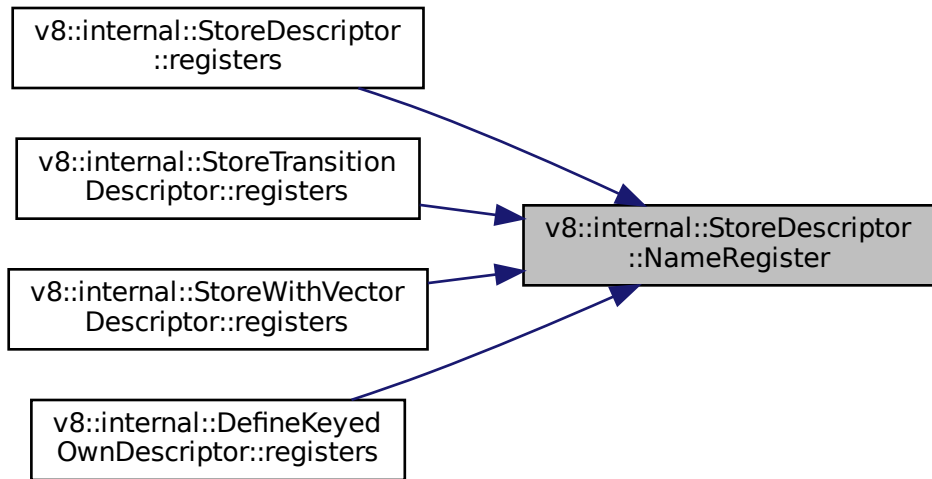 v8::internal::StoreDescriptor
::registers
v8::internal::StoreTransition
Descriptor::registers
v8::internal::StoreWithVector
Descriptor::registers
v8::internal::DefineKeyed
OwnDescriptor::registers
v8::internal::StoreDescriptor
::NameRegister